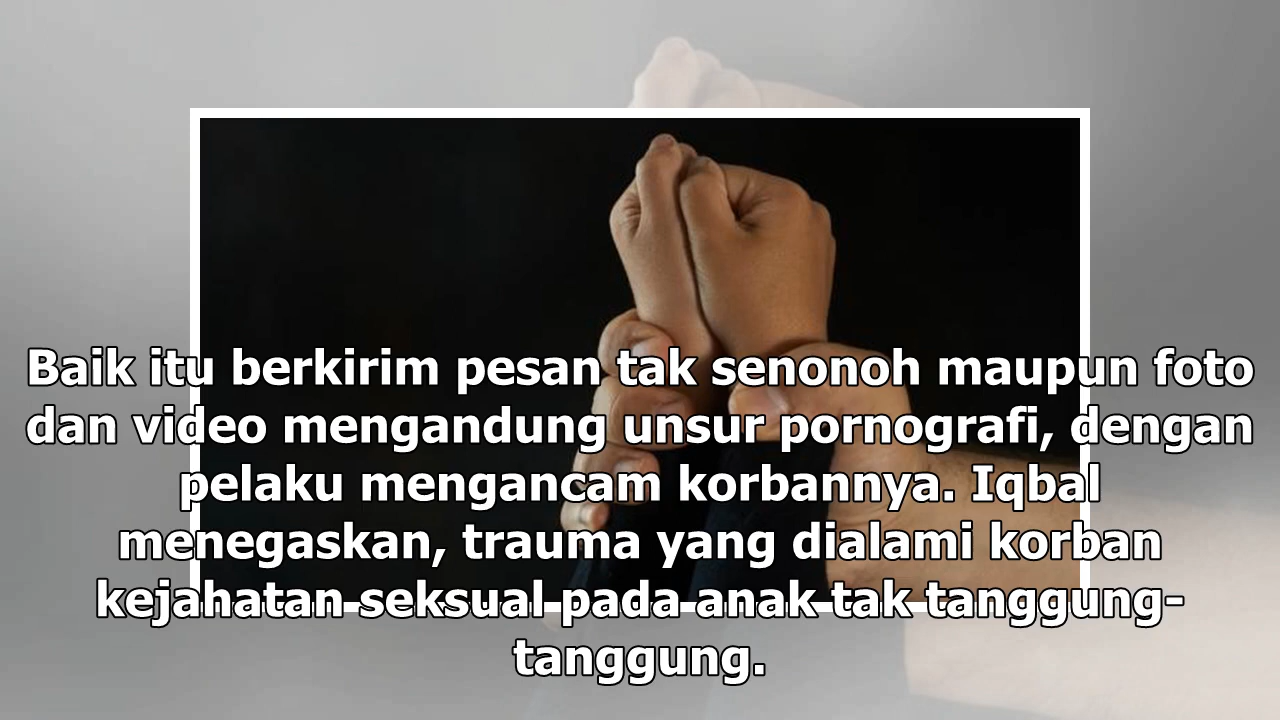 Baik itu berkirim pesan tak senonoh maupun foto
dan video mengandung unsur pornografi, dengan
pelaku mengancam korbannya. Iqbal
menegaskan, trauma yang dialami korban
kejahatan seksual pada anak tak tanggung-
tanggung.